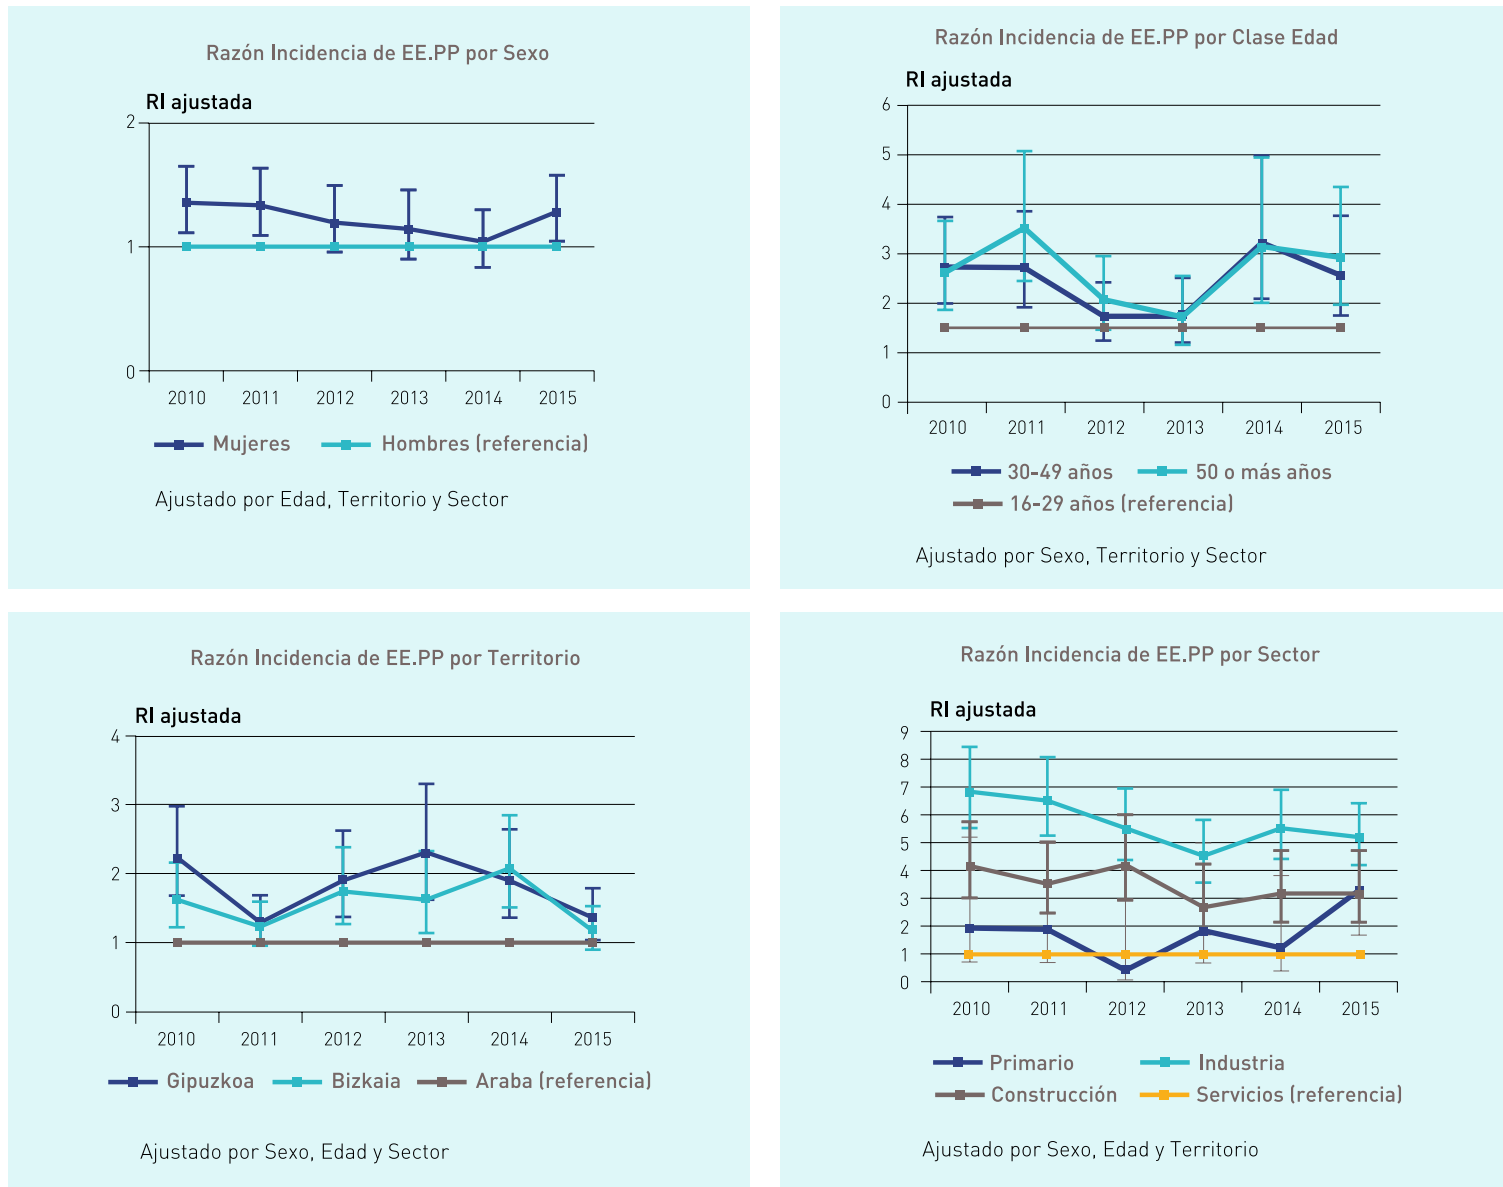 Razón Incidencia de EE.PP por Sexo
RI ajustada
2
1
0
2010 2011 2012 2013 2014 2015
Mujeres Hombres (referencia)
Ajustado por Edad, Territorio y Sector
Razón Incidencia de EE.PP por Clase Edad
RI ajustada
6
5
4
3
2
1
0
2010 2011 2012 2013 2014 2015
30-49 años 50 o más años
16-29 años (referencia)
Ajustado por Sexo, Territorio y Sector
Razón Incidencia de EE.PP por Territorio
RI ajustada
4
3
2
1
0
2010 2011 2012 2013 2014 2015
Gipuzkoa Bizkaia Araba (referencia)
Ajustado por Sexo, Edad y Sector
Razón Incidencia de EE.PP por Sector
RI ajustada
9
8
7
6
5
4
3
2
1
0
2010 2011 2012 2013 2014 2015
Primario Industria
Construcción Servicios (referencia)
Ajustado por Sexo, Edad y Territorio